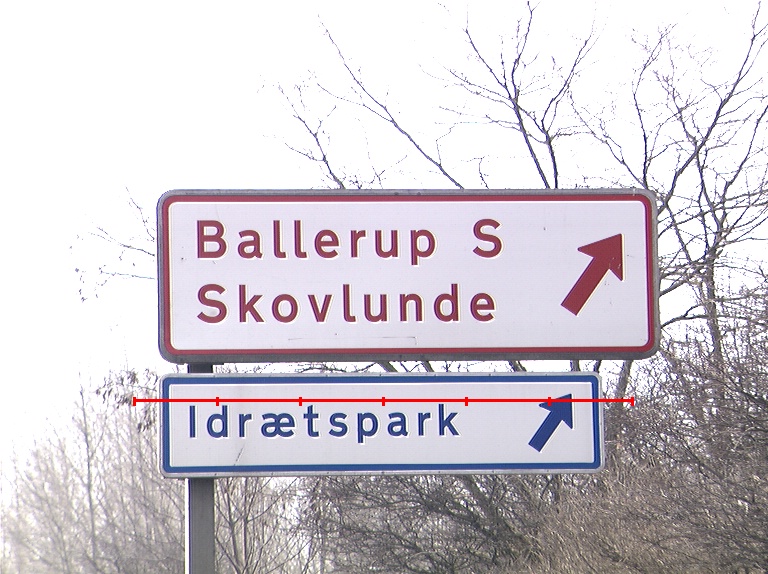 Ballerup S
Skovlunde
Idrætspark